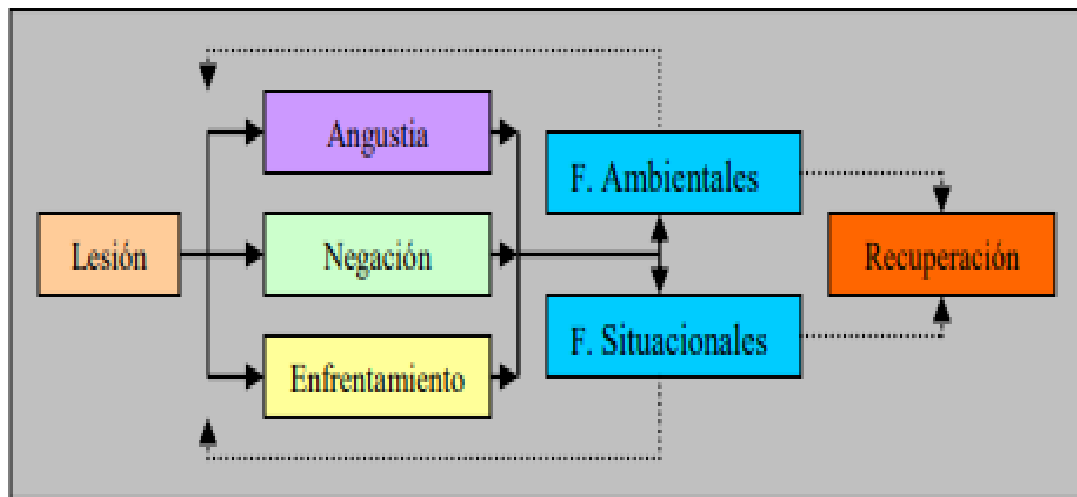 Angustia
F. Ambientales
Lesión
Negación
Recuperación
F. Situacionales
Enfrentamiento